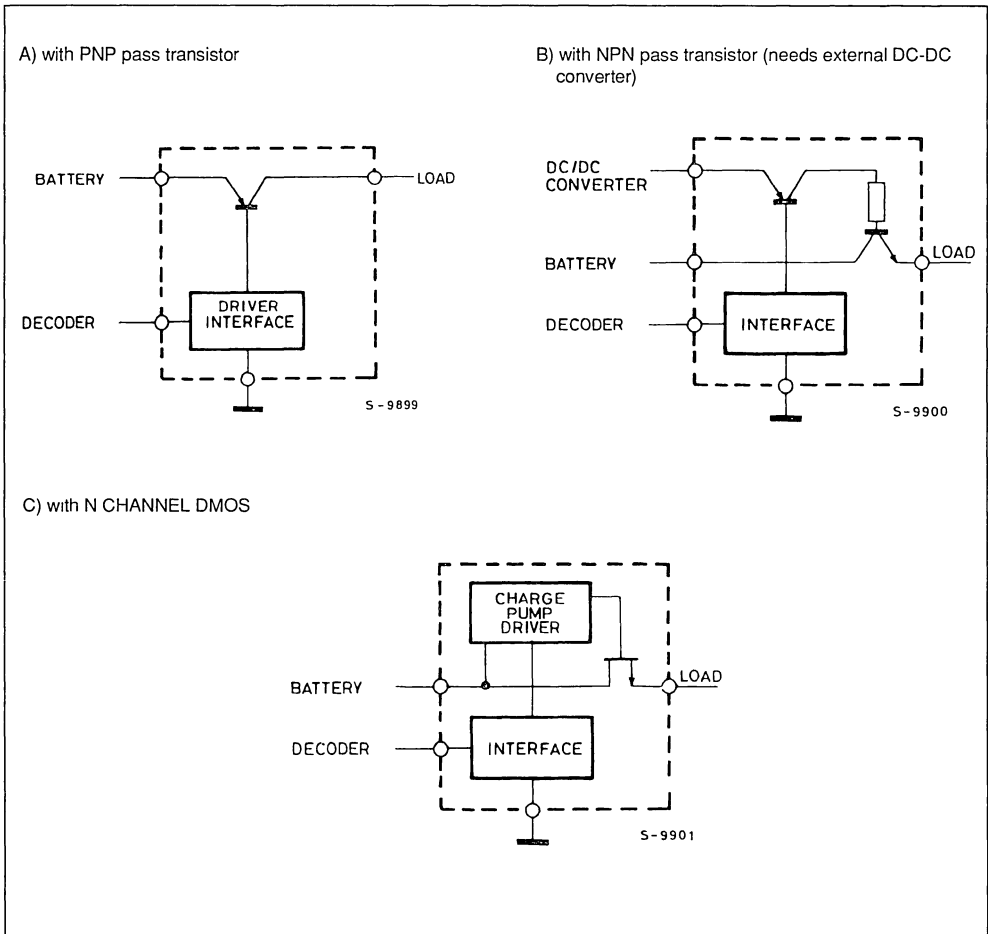 A) with PNP pass transistor
B) with NPN pass transistor (needs external DC-DC
converter)
BATTERY
LOAD
DRIVER
INTERFACE
DECODER
S-9899
DC/DC
CONVERTER
BATTERY
LOAD
DECODER
INTERFACE
S-9900
C) with N CHANNEL DMOS
CHARGE
PUMP
DRIVER
BATTERY
LOAD
DECODER
INTERFACE
S-9901